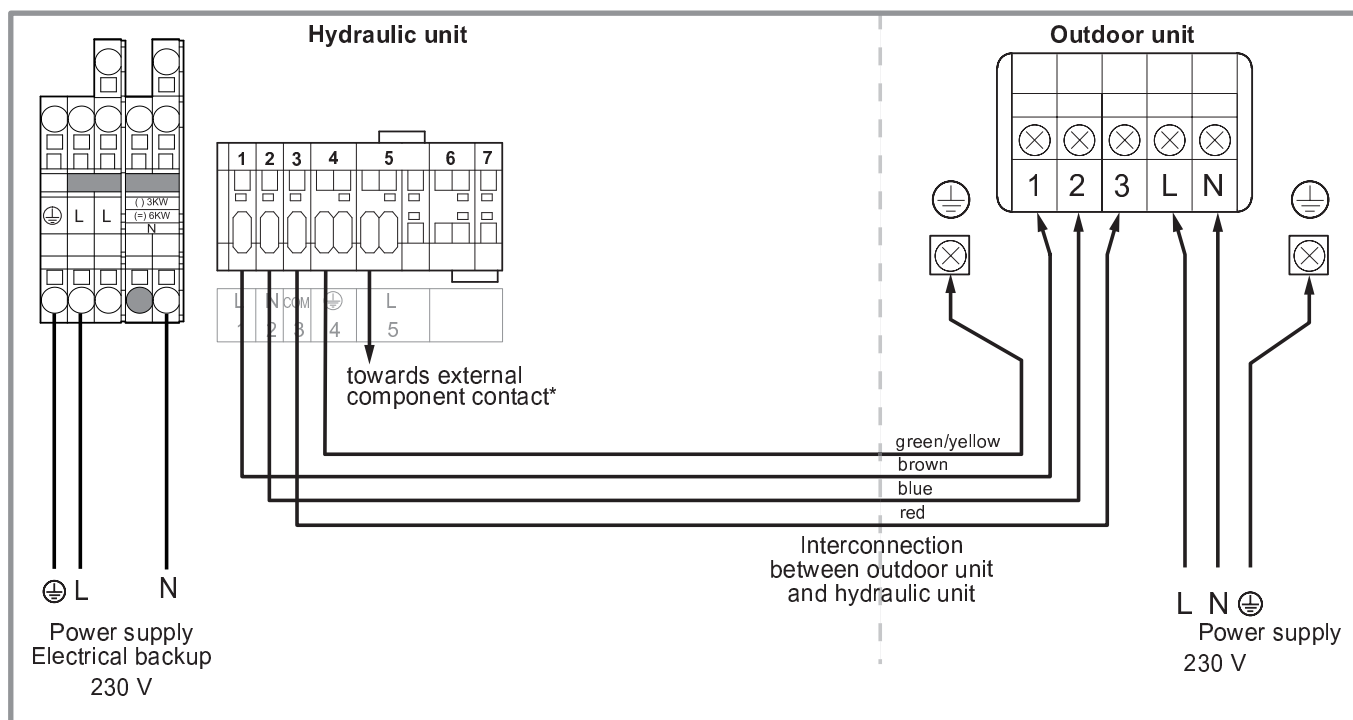 Hydraulic unit
Outdoor unit
1 2 3 4 5 6 7
1 2 3 L N
( ) 3KW
(=) 6KW
L L N
L N COM L
1 2 3 4 5
towards external
component contact*
green/yellow
brown
blue
red
Interconnection
between outdoor unit
and hydraulic unit
L N
Power supply
Electrical backup
230 V
L N
Power supply
230 V